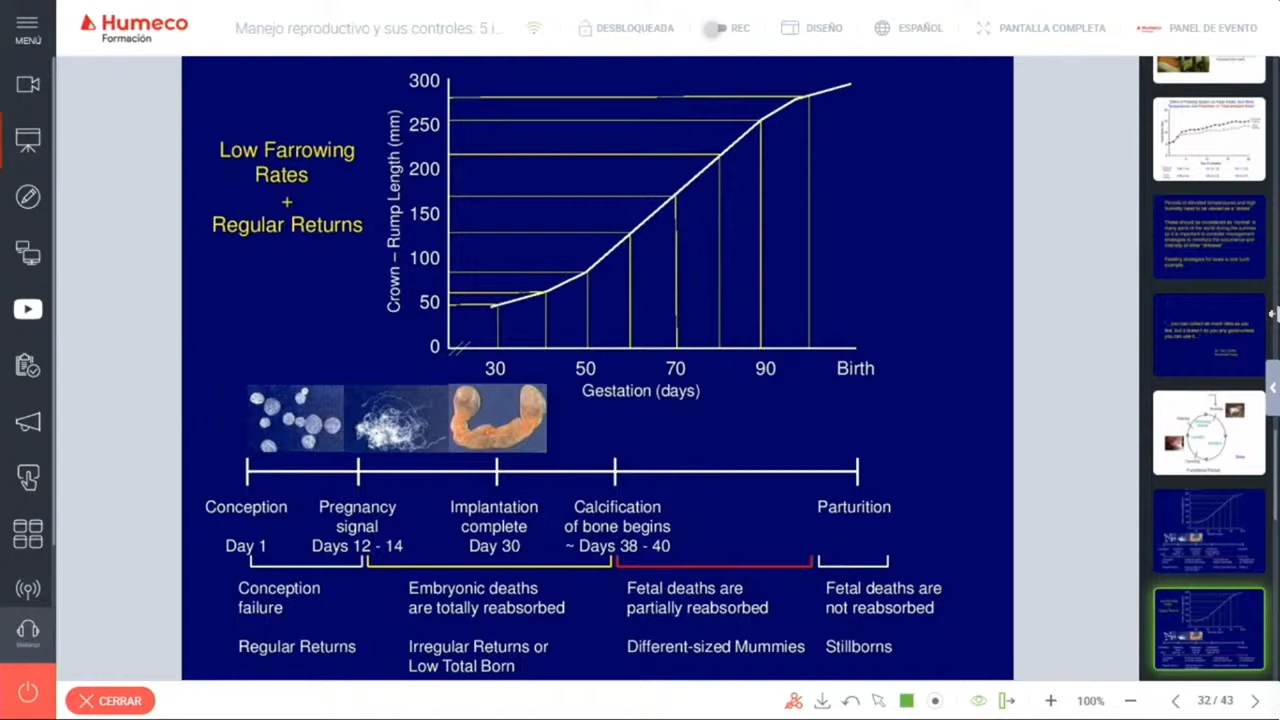 MENÚ
Humeco
Formación
Manejo reproductivo y sus controles: 5 i...
DESBLOQUEADA
REC
DISEÑO
ESPAÑOL
PANTALLA COMPLETA
PANEL DE EVENTO
Low Farrowing
Rates
+
Regular Returns
Crown – Rump Length (mm)
300
250
200
150
100
50
0
30
50
70
90
Birth
Gestation (days)
Conception
Day 1
Pregnancy
signal
Days 12 - 14
Implantation
complete
Day 30
Calcification
of bone begins
~ Days 38 - 40
Parturition
Conception
failure
Regular Returns
Embryonic deaths
are totally reabsorbed
Irregular Returns or
Low Total Born
Fetal deaths are
partially reabsorbed
Different-sized Mummies
Fetal deaths are
not reabsorbed
Stillborns
CERRAR
100%
32 / 43